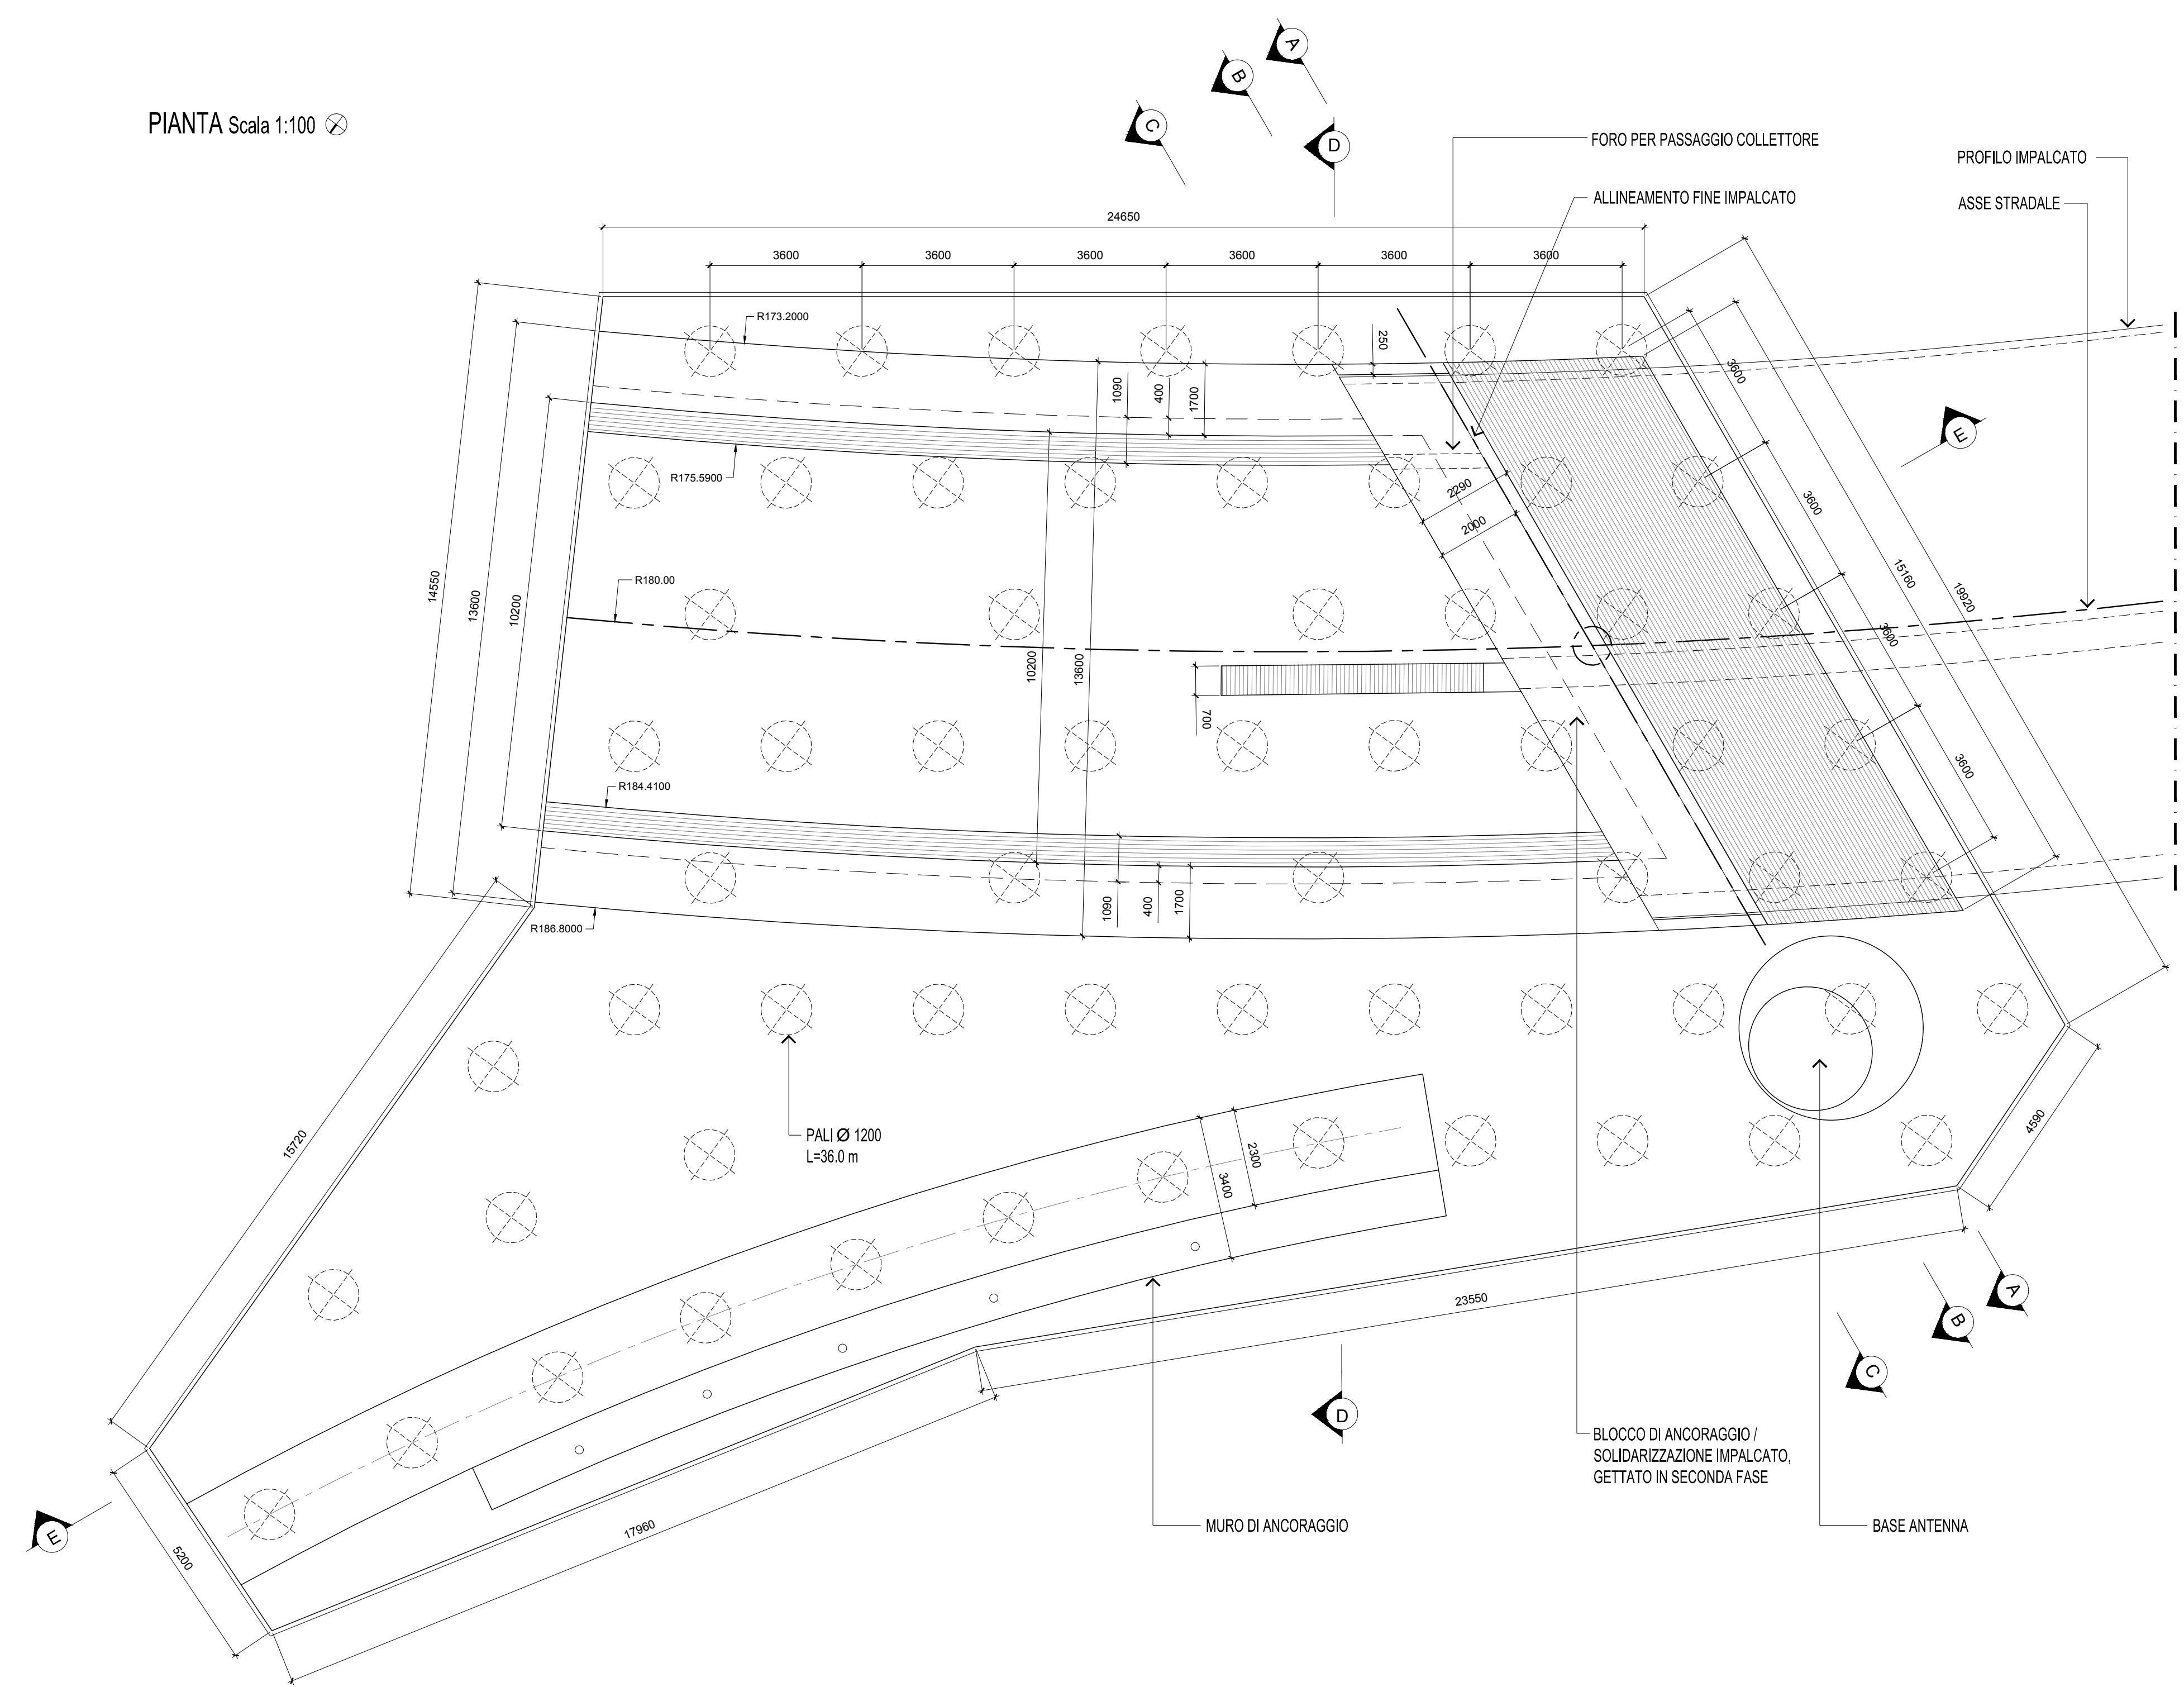 A
B
C
D
PIANTA Scala 1:100
FORO PER PASSAGGIO COLLETTORE
PROFILO IMPALCATO
ALLINEAMENTO FINE IMPALCATO
ASSE STRADALE
24650
3600
3600
3600
3600
3600
3600
R173.2000
250
3600
1090
400
1700
E
R175.5900
2290
3600
2000
14550
13600
10200
R180.00
15160
19920
3600
10200
13600
700
3600
R184.4100
1090
400
1700
R186.8000
15720
PALI Ø 1200
L=36.0 m
2300
3400
4590
A
B
C
23550
D
BLOCCO DI ANCORAGGIO /
SOLIDARIZZAZIONE IMPALCATO,
GETTATO IN SECONDA FASE
MURO DI ANCORAGGIO
BASE ANTENNA
E
5200
17960